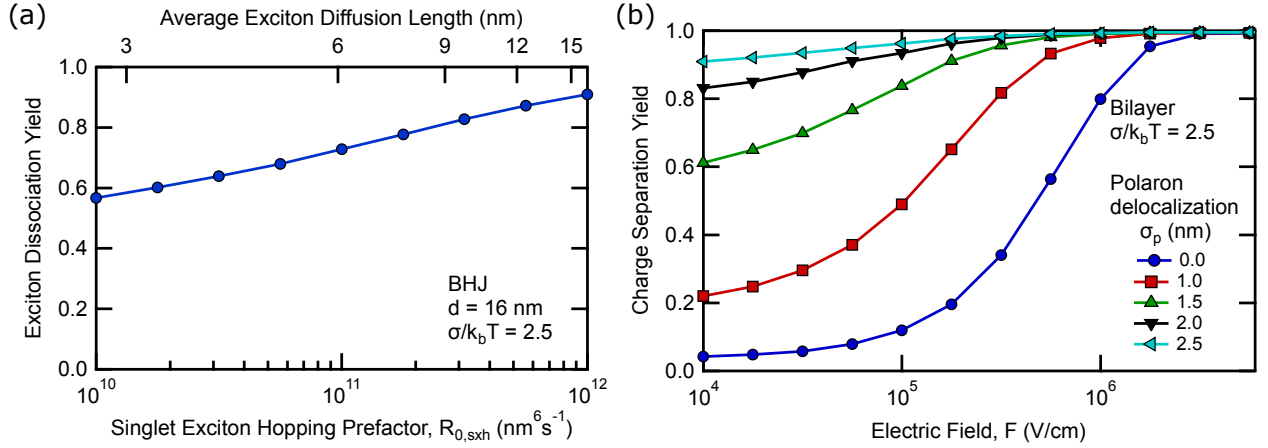 (a)
Average Exciton Diffusion Length (nm)
3 6 9 12 15
Exciton Dissociation Yield
1.0
0.8
0.6
0.4
0.2
0.0
BHJ
d = 16 nm
σ/k_bT = 2.5
10^10 10^11 10^12
Singlet Exciton Hopping Prefactor, R_0,sxh (nm^6s^-1)
(b)
Charge Separation Yield
1.0
0.8
0.6
0.4
0.2
0.0
Bilayer
σ/k_bT = 2.5
Polaron
delocalization
σ_p (nm)
0.0
1.0
1.5
2.0
2.5
10^4 10^5 10^6
Electric Field, F (V/cm)